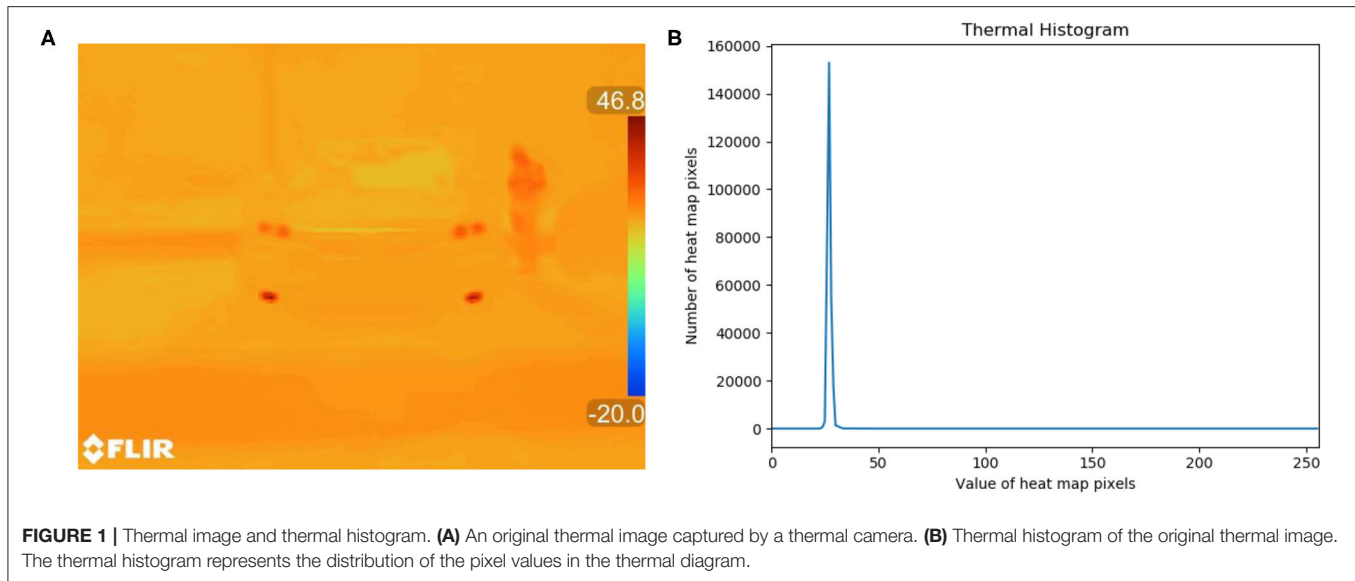 A
46.8
-20.0
FLIR
B
Thermal Histogram
160000
140000
120000
100000
80000
60000
40000
20000
0
Number of heat map pixels
0 50 100 150 200 250
Value of heat map pixels
FIGURE 1 | Thermal image and thermal histogram. (A) An original thermal image captured by a thermal camera. (B) Thermal histogram of the original thermal image.
The thermal histogram represents the distribution of the pixel values in the thermal diagram.